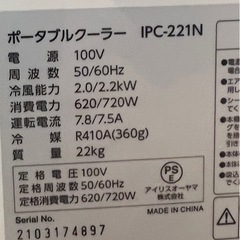 ポータブルクーラー IPC-221N
電源 100V
周波数 50/60Hz
冷風能力 2.0/2.2kW
消費電力 620/720W
運転電流 7.8/7.5A
冷媒 R410A(360g)
質量 22kg
定格電圧 100V
定格周波数 50/60Hz
定格消費電力 620/720W
PSE
アイリスオーヤマ
株式会社
MADE IN CHINA
Serial No.
2103174897